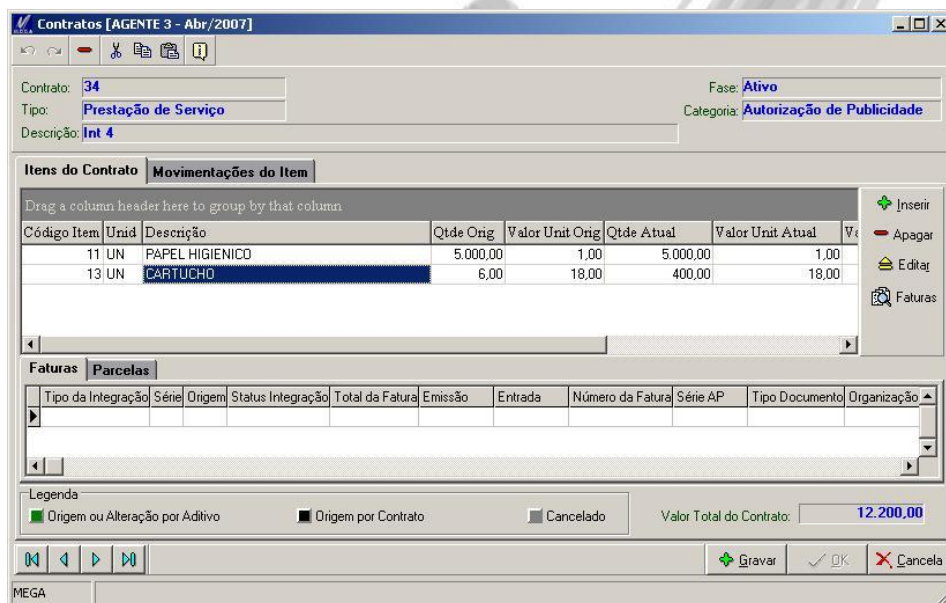 Contratos [AGENTE 3 - Abr/2007]
Contrato: 34 Fase: Ativo
Tipo: Prestação de Serviço Categoria: Autorização de Publicidade
Descrição: Int 4
Itens do Contrato Movimentações do Item
Drag a column header here to group by that column
Código Item Unid Descrição Qtde Orig Valor Unit Orig Qtde Atual Valor Unit Atual
11 UN PAPEL HIGIENICO 5.000,00 1,00 5.000,00 1,00
13 UN CARTUCHO 6,00 18,00 400,00 18,00
Inserir
Apagar
Editar
Faturas
Faturas Parcelas
Tipo da Integração Série Origem Status Integração Total da Fatura Emissão Entrada Número da Fatura Série AP Tipo Documento Organização
Legenda
Origem ou Alteração por Aditivo Origem por Contrato Cancelado Valor Total do Contrato: 12.200,00
Gravar OK Cancela
MEGA